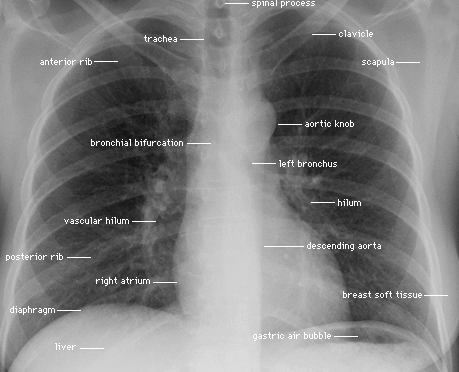 spinal process
clavicle
trachea
anterior rib
scapula
aortic knob
bronchial bifurcation
left bronchus
hilum
vascular hilum
descending aorta
posterior rib
right atrium
breast soft tissue
diaphragm
gastric air bubble
liver